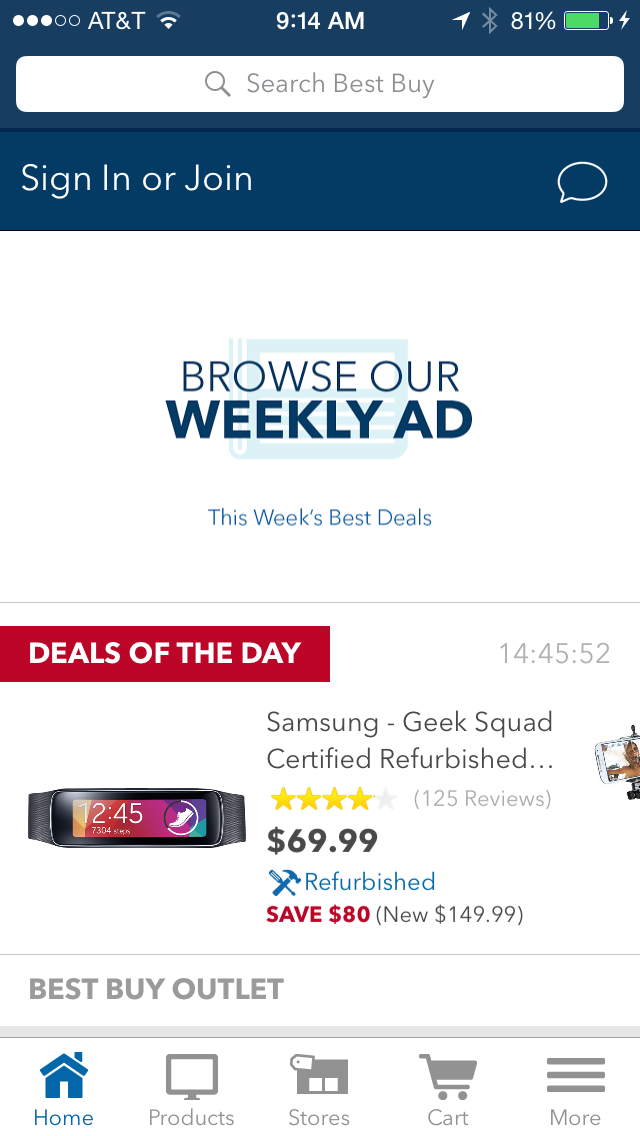 AT&T 9:14 AM 81%
Search Best Buy
Sign In or Join
BROWSE OUR
WEEKLY AD
This Week's Best Deals
DEALS OF THE DAY 14:45:52
Samsung - Geek Squad
Certified Refurbished...
(125 Reviews)
12:45
7304 steps
$69.99
Refurbished
SAVE $80 (New $149.99)
BEST BUY OUTLET
Home Products Stores Cart More